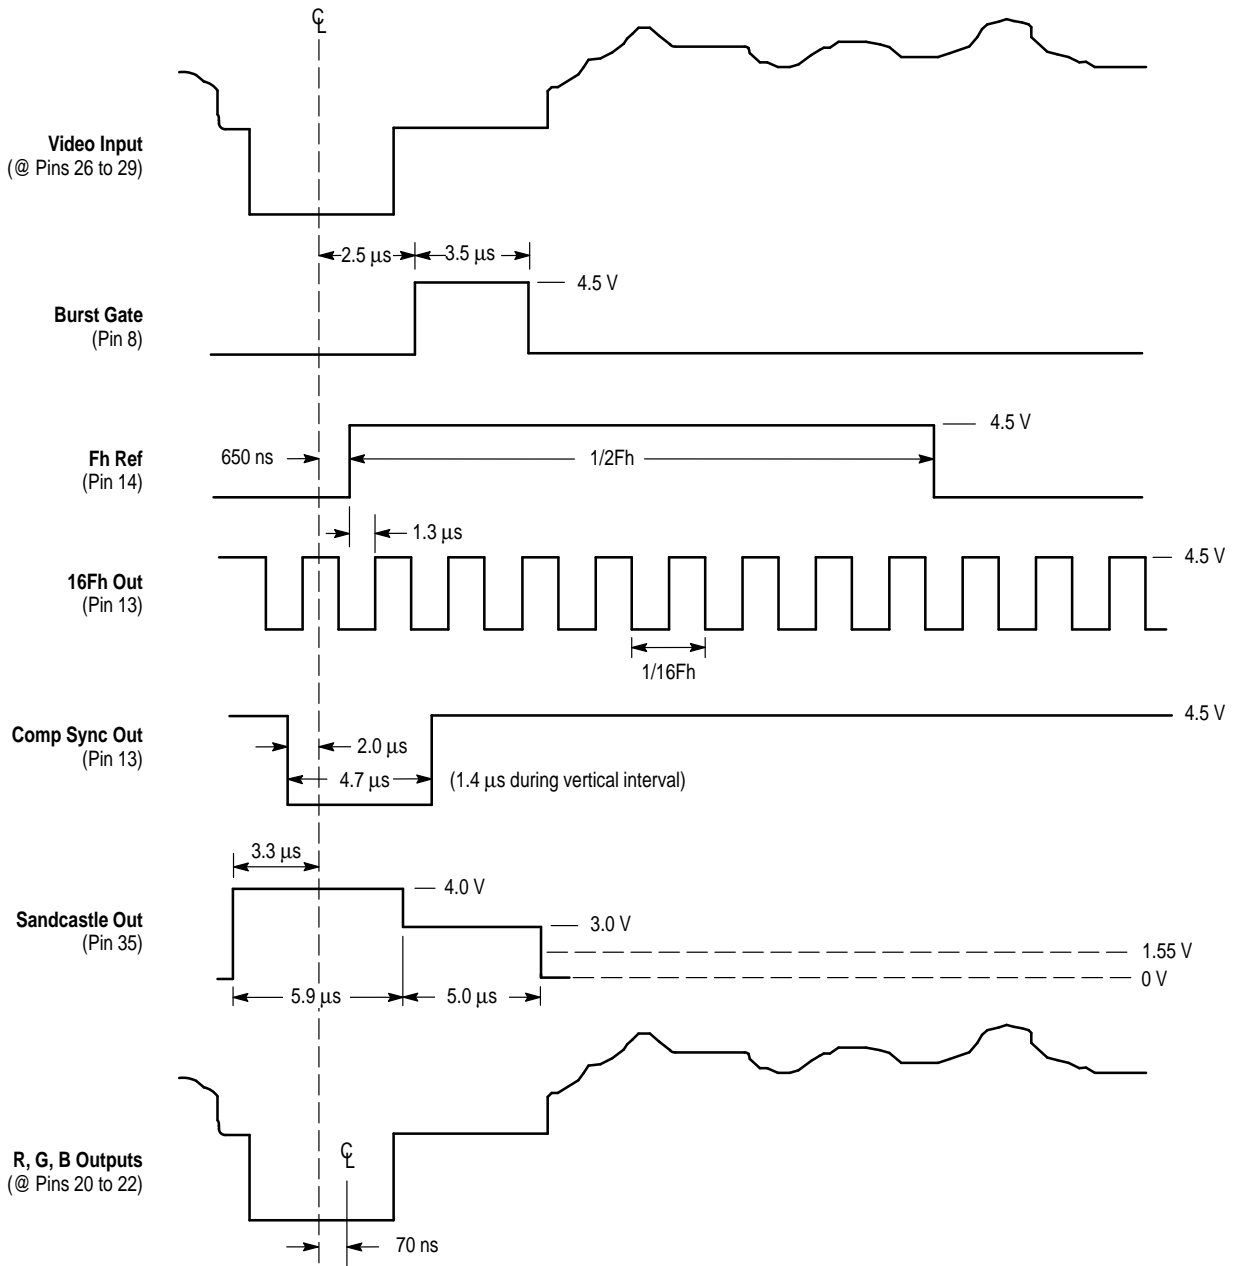 ℄
Video Input
(@ Pins 26 to 29)
2.5 μs
3.5 μs
4.5 V
Burst Gate
(Pin 8)
4.5 V
650 ns
Fh Ref
(Pin 14)
1/2Fh
1.3 μs
4.5 V
16Fh Out
(Pin 13)
1/16Fh
4.5 V
Comp Sync Out
(Pin 13)
2.0 μs
4.7 μs
(1.4 μs during vertical interval)
3.3 μs
4.0 V
Sandcastle Out
(Pin 35)
3.0 V
1.55 V
0 V
5.9 μs
5.0 μs
℄
R, G, B Outputs
(@ Pins 20 to 22)
70 ns